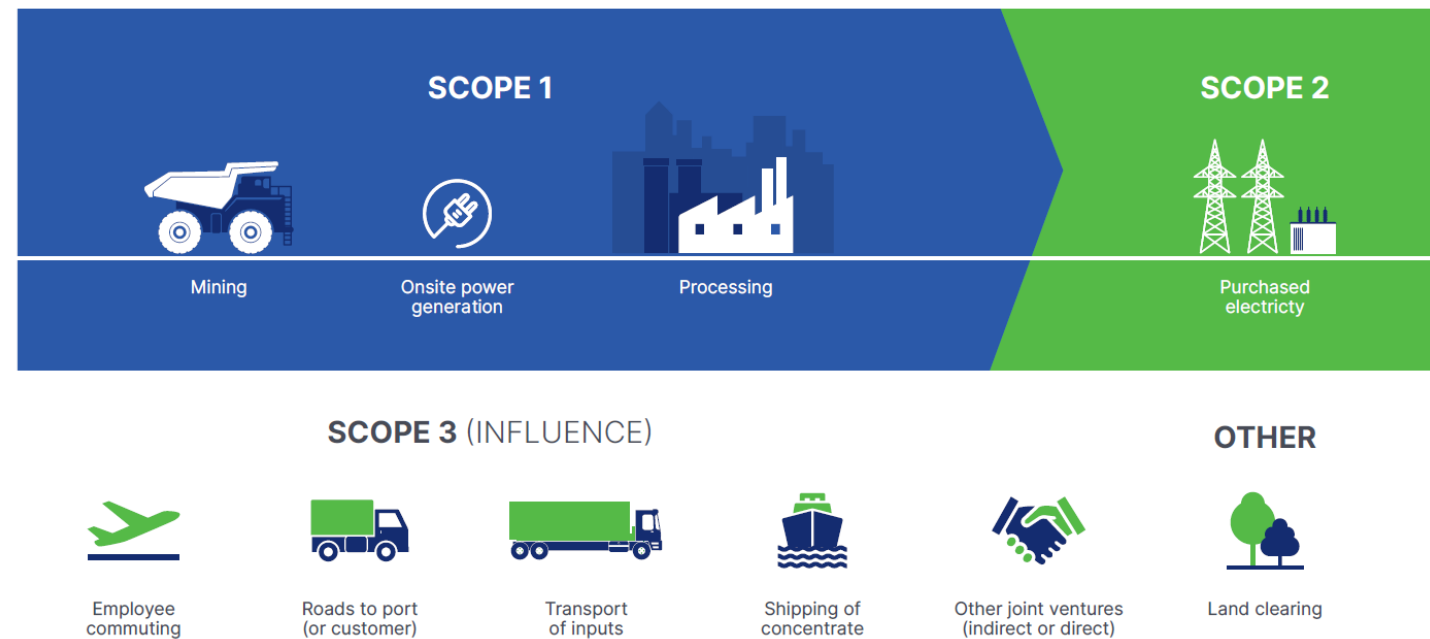 SCOPE 1
SCOPE 2
Mining
Onsite power
generation
Processing
Purchased
electricty
SCOPE 3 (INFLUENCE)
OTHER
Employee
commuting
Roads to port
(or customer)
Transport
of inputs
Shipping of
concentrate
Other joint ventures
(indirect or direct)
Land clearing